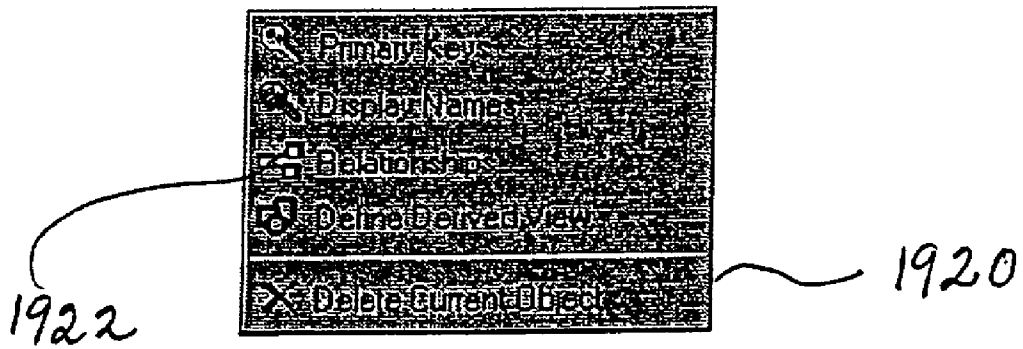 Primary Keys
Display Names
Relationships
Define Derived View
Delete Current Object
1920
1922